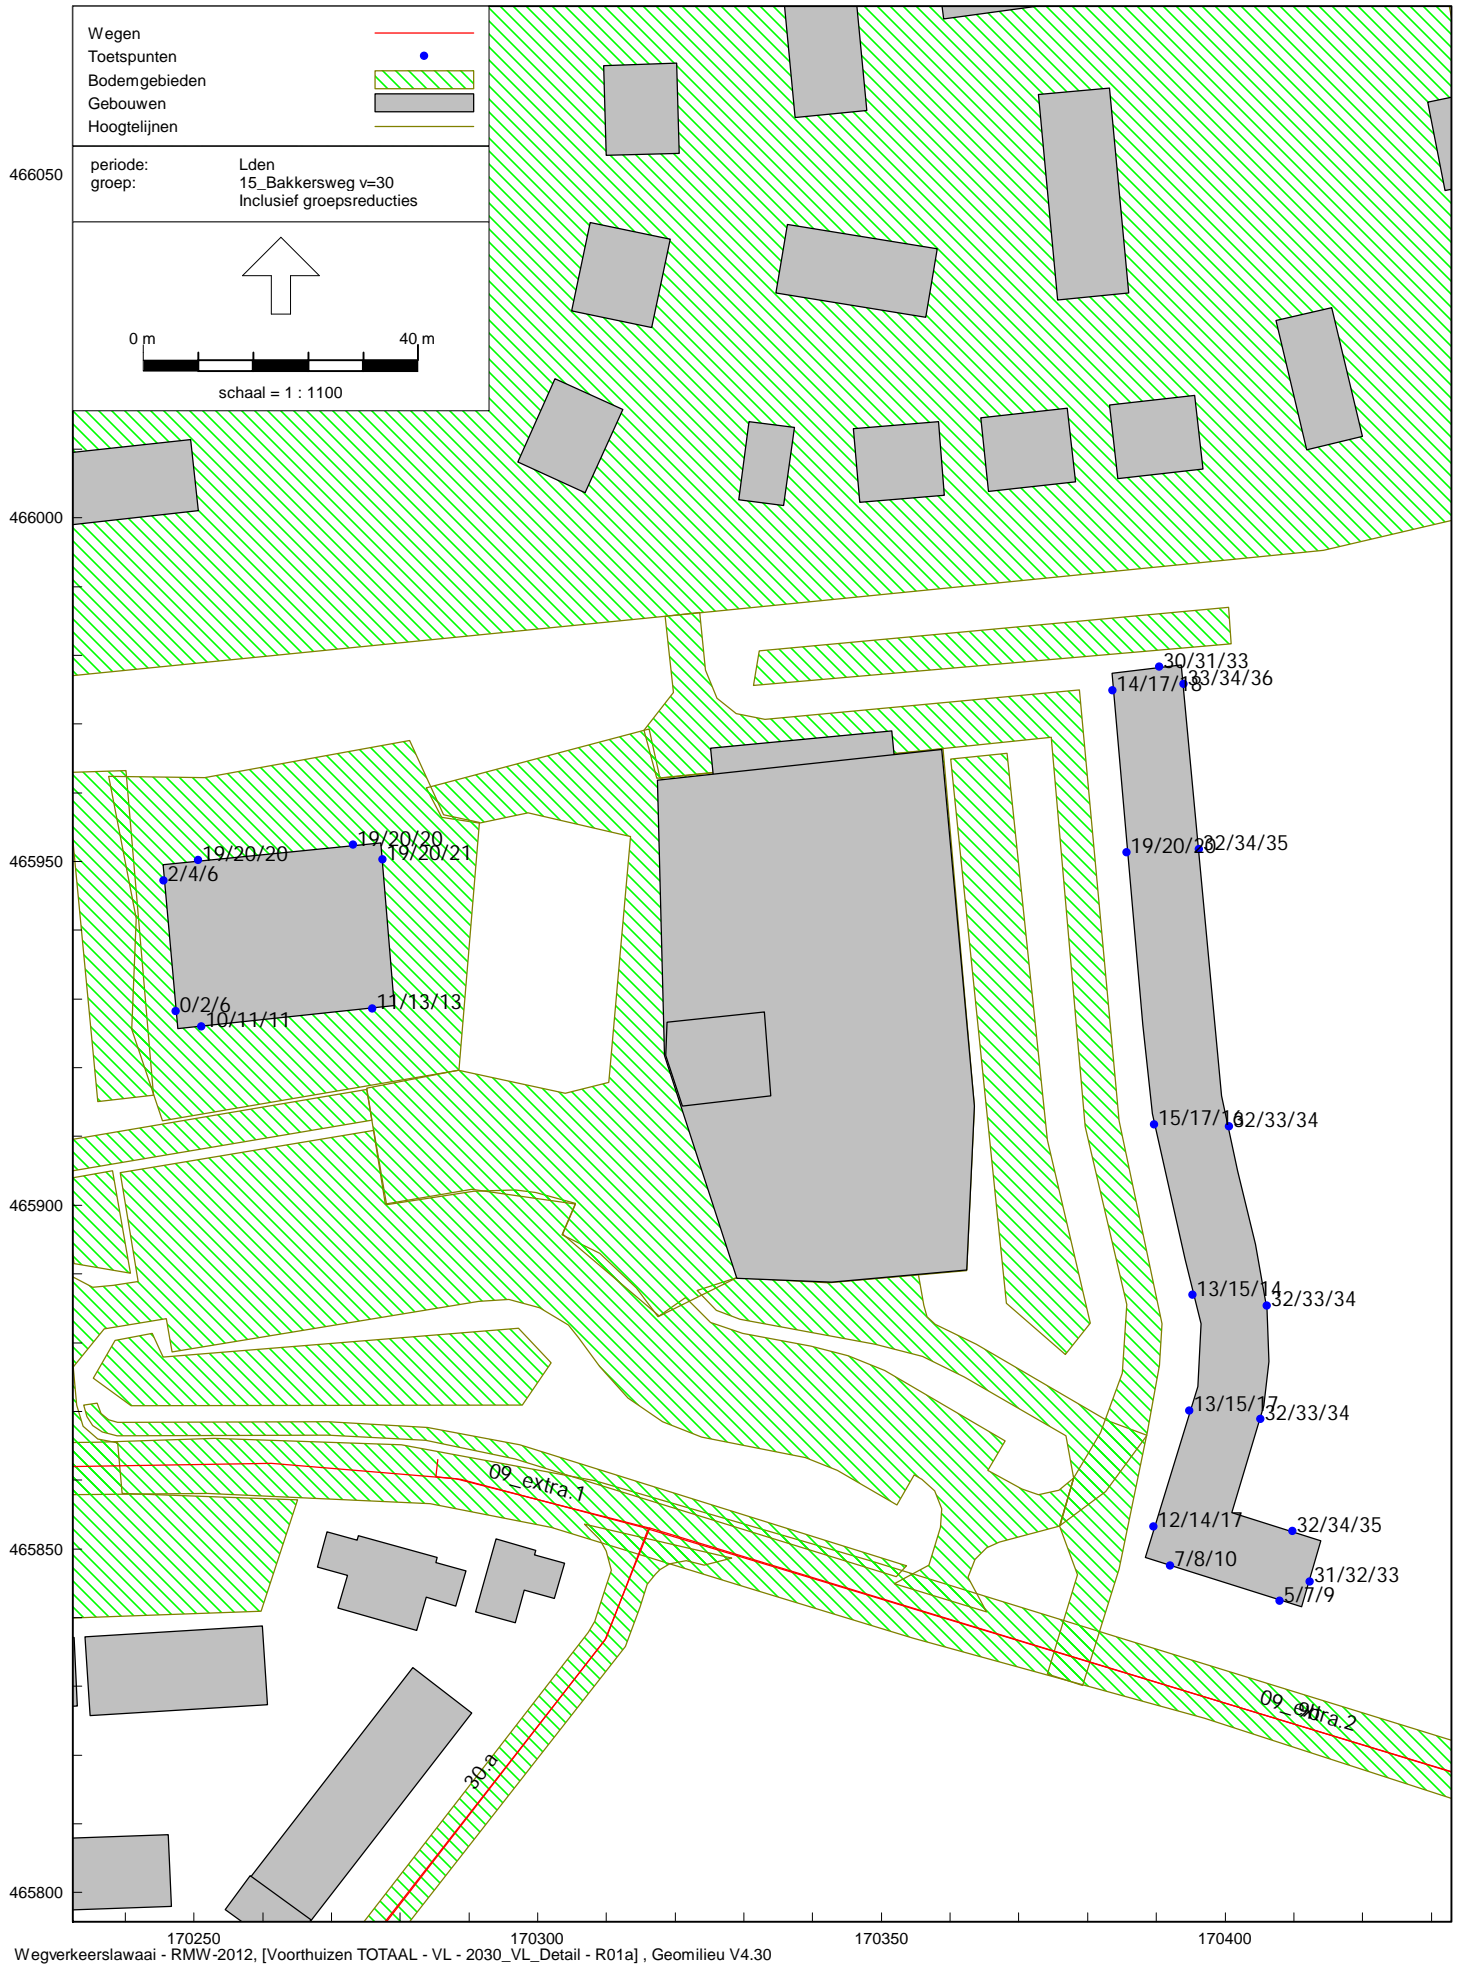 Wegen
Toetspunten
Bodemgebieden
Gebouwen
Hoogtelijnen
periode: Lden
groep: 15_Bakkersweg v=30
Inclusief groepsreducties
0 m 40 m
schaal = 1 : 1100
466050
466000
465950
465900
465850
465800
30/31/33
33/34/36
14/17/18
19/20/20
19/20/20
19/20/21
2/4/6
19/20/20
32/34/35
0/2/6
10/11/11
11/13/13
15/17/16
32/33/34
13/15/14
32/33/34
13/15/17
32/33/34
09_extra.1
12/14/17
32/34/35
7/8/10
31/32/33
5/7/9
09_extra.2
30.a
170250 170300 170350 170400
Wegverkeerslawaai - RMW-2012, [Voorthuizen TOTAAL - VL - 2030_VL_Detail - R01a] , Geomilieu V4.30